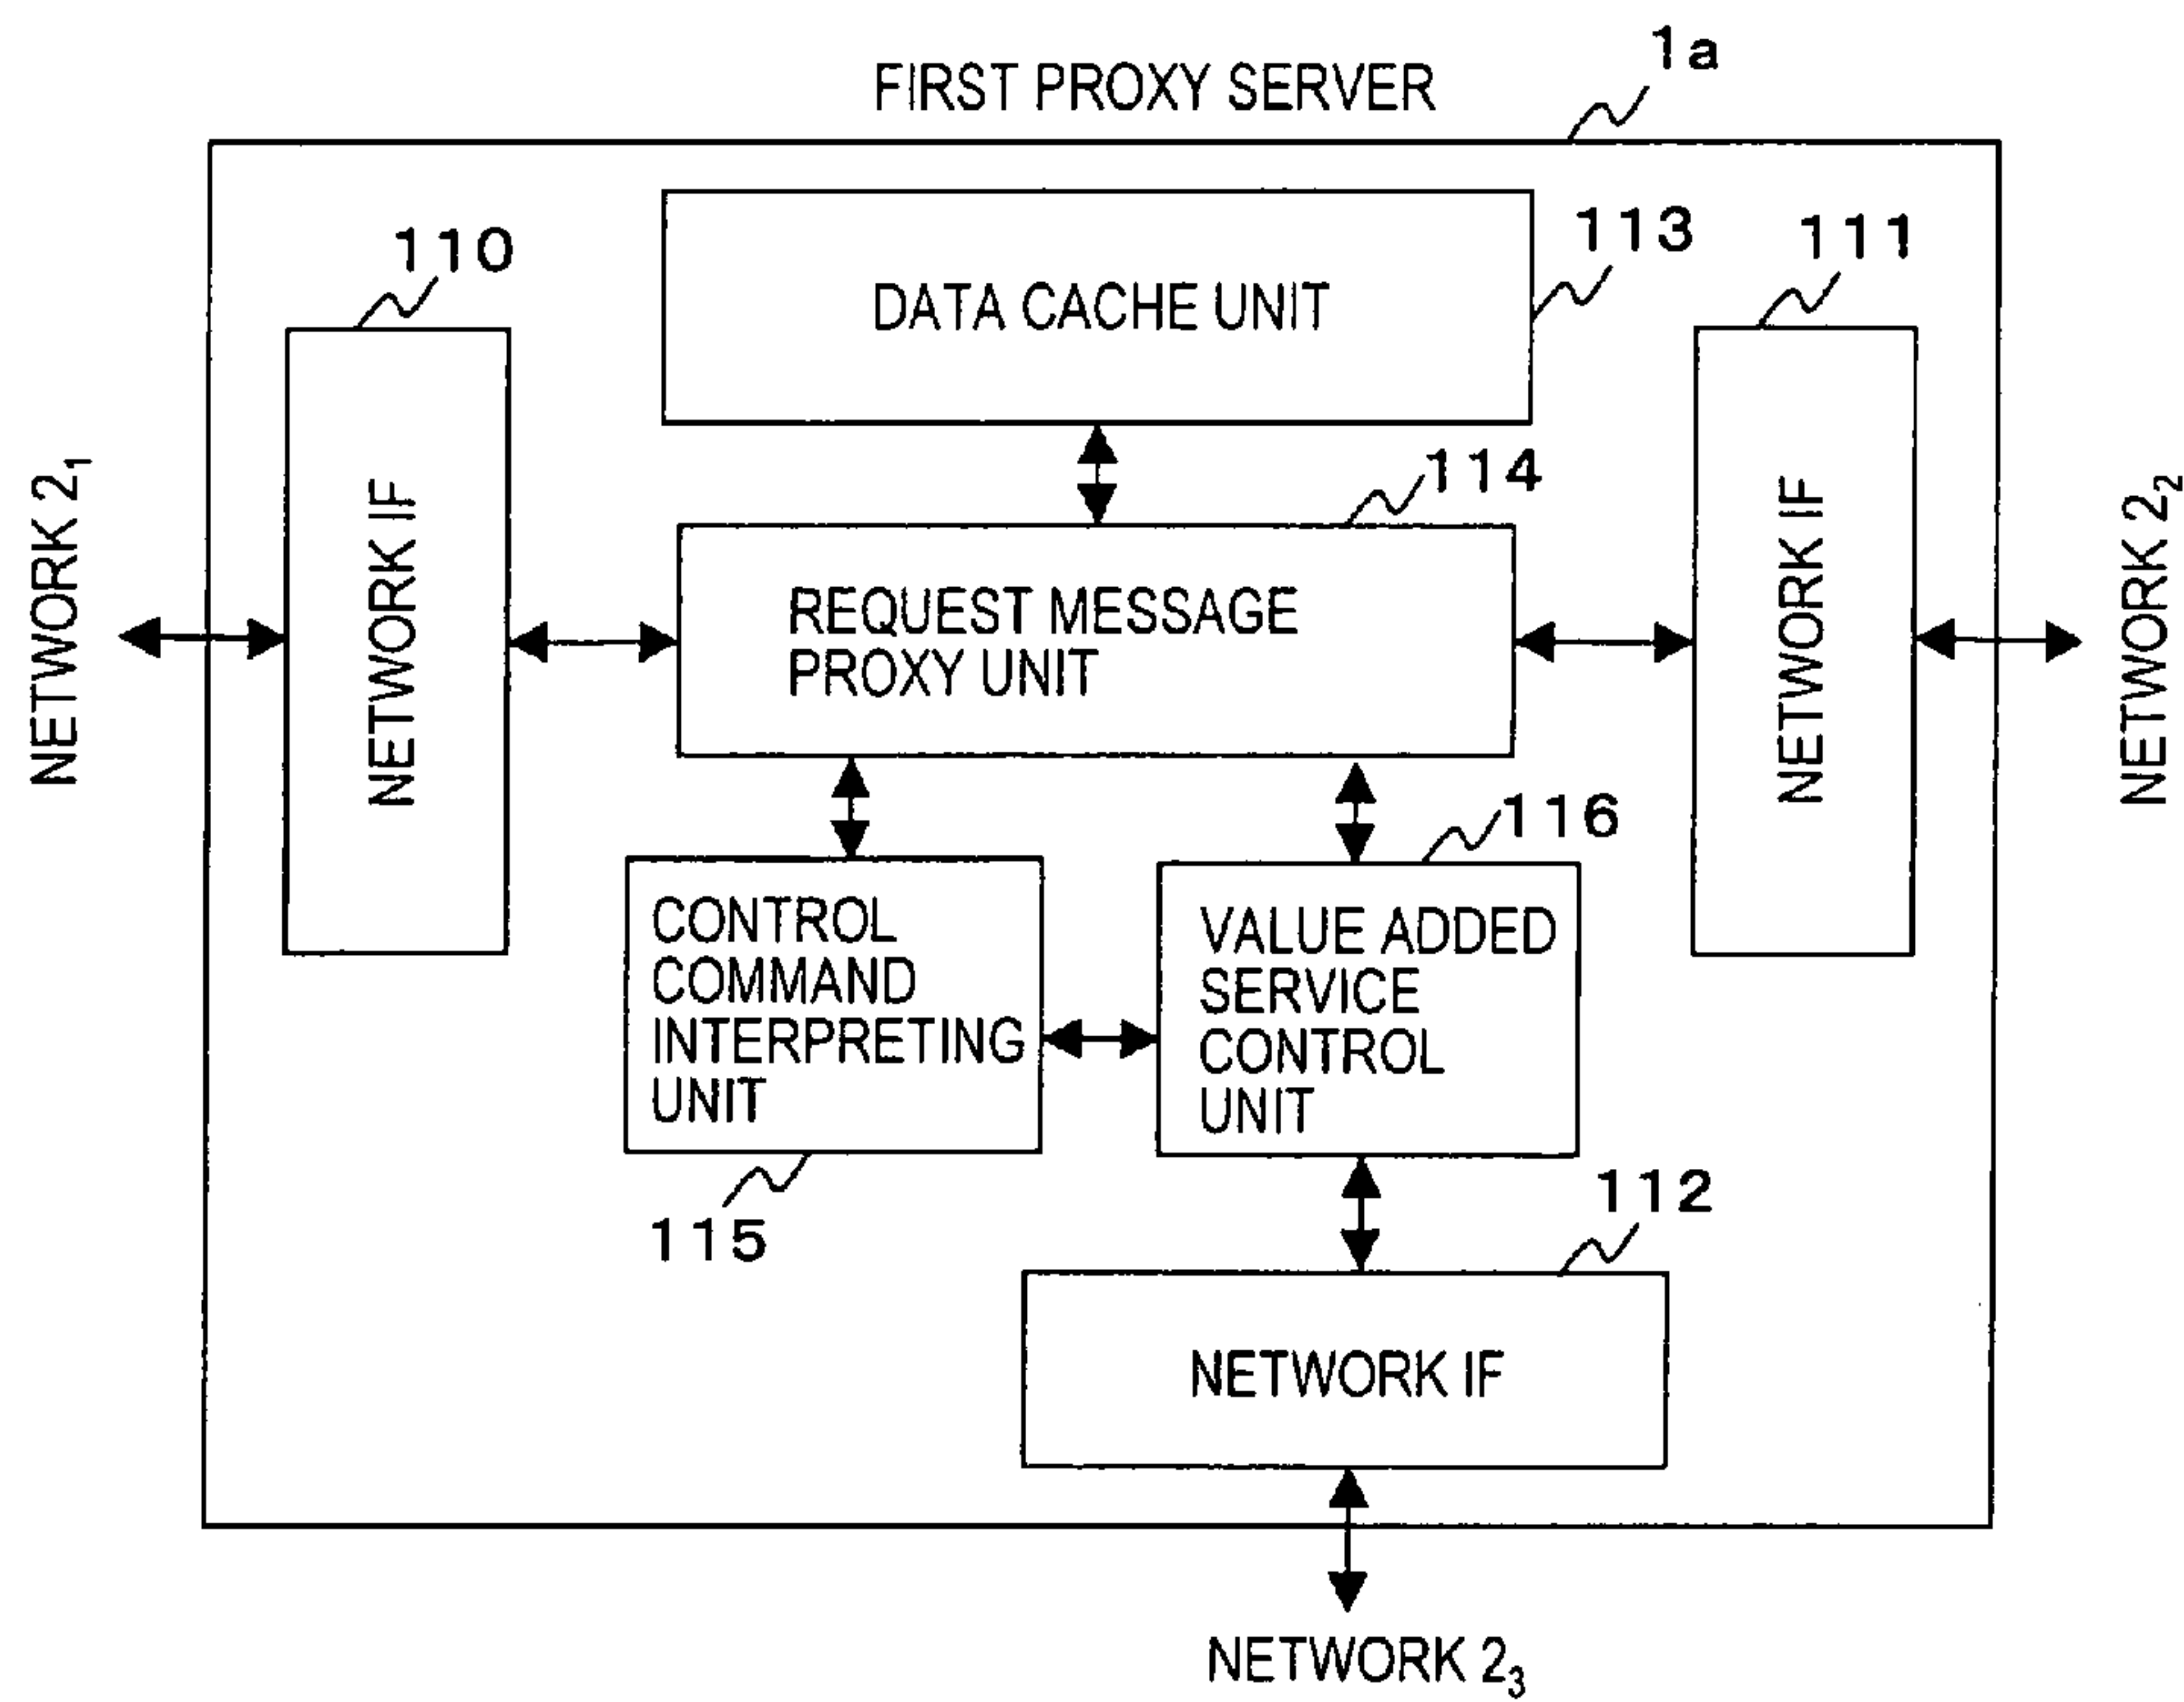 1a
FIRST PROXY SERVER
113
110
111
DATA CACHE UNIT
114
NETWORK 2₁
NETWORK IF
REQUEST MESSAGE
PROXY UNIT
NETWORK IF
NETWORK 2₂
116
CONTROL
COMMAND
INTERPRETING
UNIT
VALUE ADDED
SERVICE
CONTROL
UNIT
115
112
NETWORK IF
NETWORK 2₃